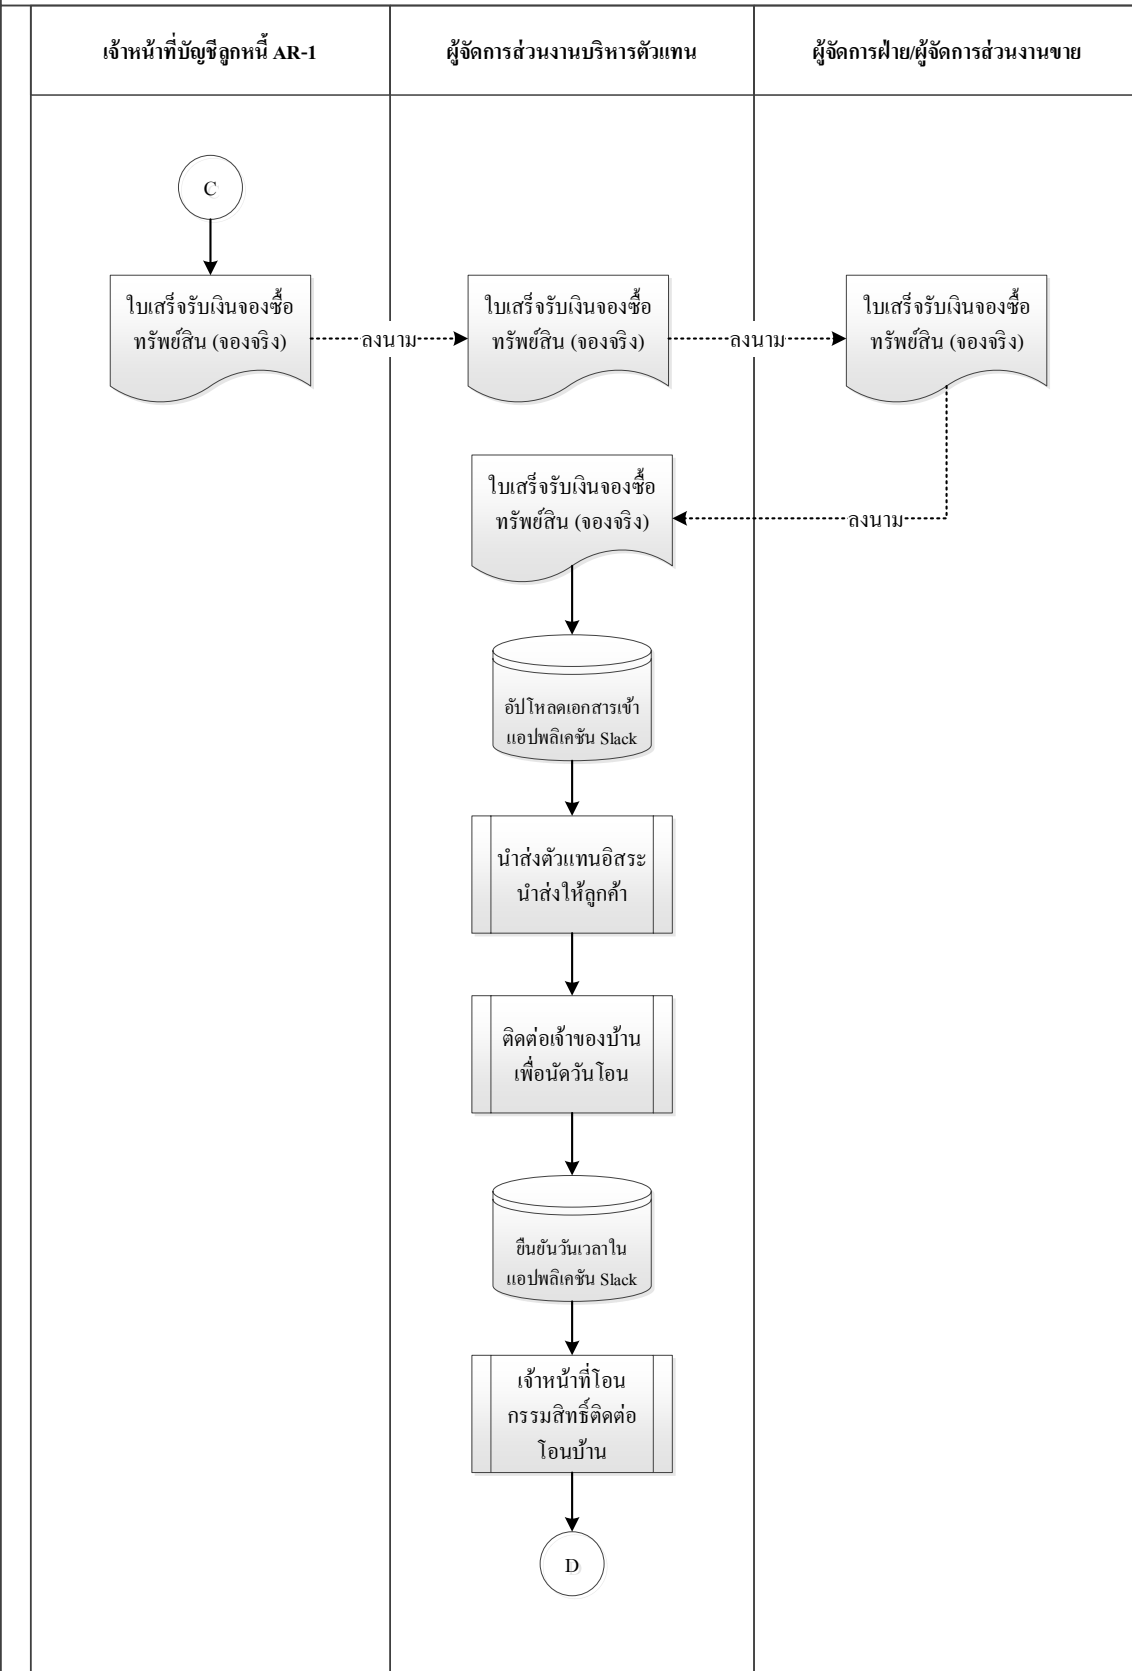 เจ้าหน้าที่บัญชีลูกหนี้ AR-1
ผู้จัดการส่วนงานบริหารตัวแทน
ผู้จัดการฝ่าย/ผู้จัดการส่วนงานขาย
C
ใบเสร็จรับเงินจองซื้อ
ทรัพย์สิน (จองจริง)
ลงนาม
ใบเสร็จรับเงินจองซื้อ
ทรัพย์สิน (จองจริง)
ลงนาม
ใบเสร็จรับเงินจองซื้อ
ทรัพย์สิน (จองจริง)
ลงนาม
ใบเสร็จรับเงินจองซื้อ
ทรัพย์สิน (จองจริง)
อัปโหลดเอกสารเข้า
แอปพลิเคชัน Slack
นำส่งตัวแทนอิสระ
นำส่งให้ลูกค้า
ติดต่อเจ้าของบ้าน
เพื่อนัดวันโอน
ยืนยันวันเวลาใน
แอปพลิเคชัน Slack
เจ้าหน้าที่โอน
กรรมสิทธิ์ติดต่อ
โอนบ้าน
D